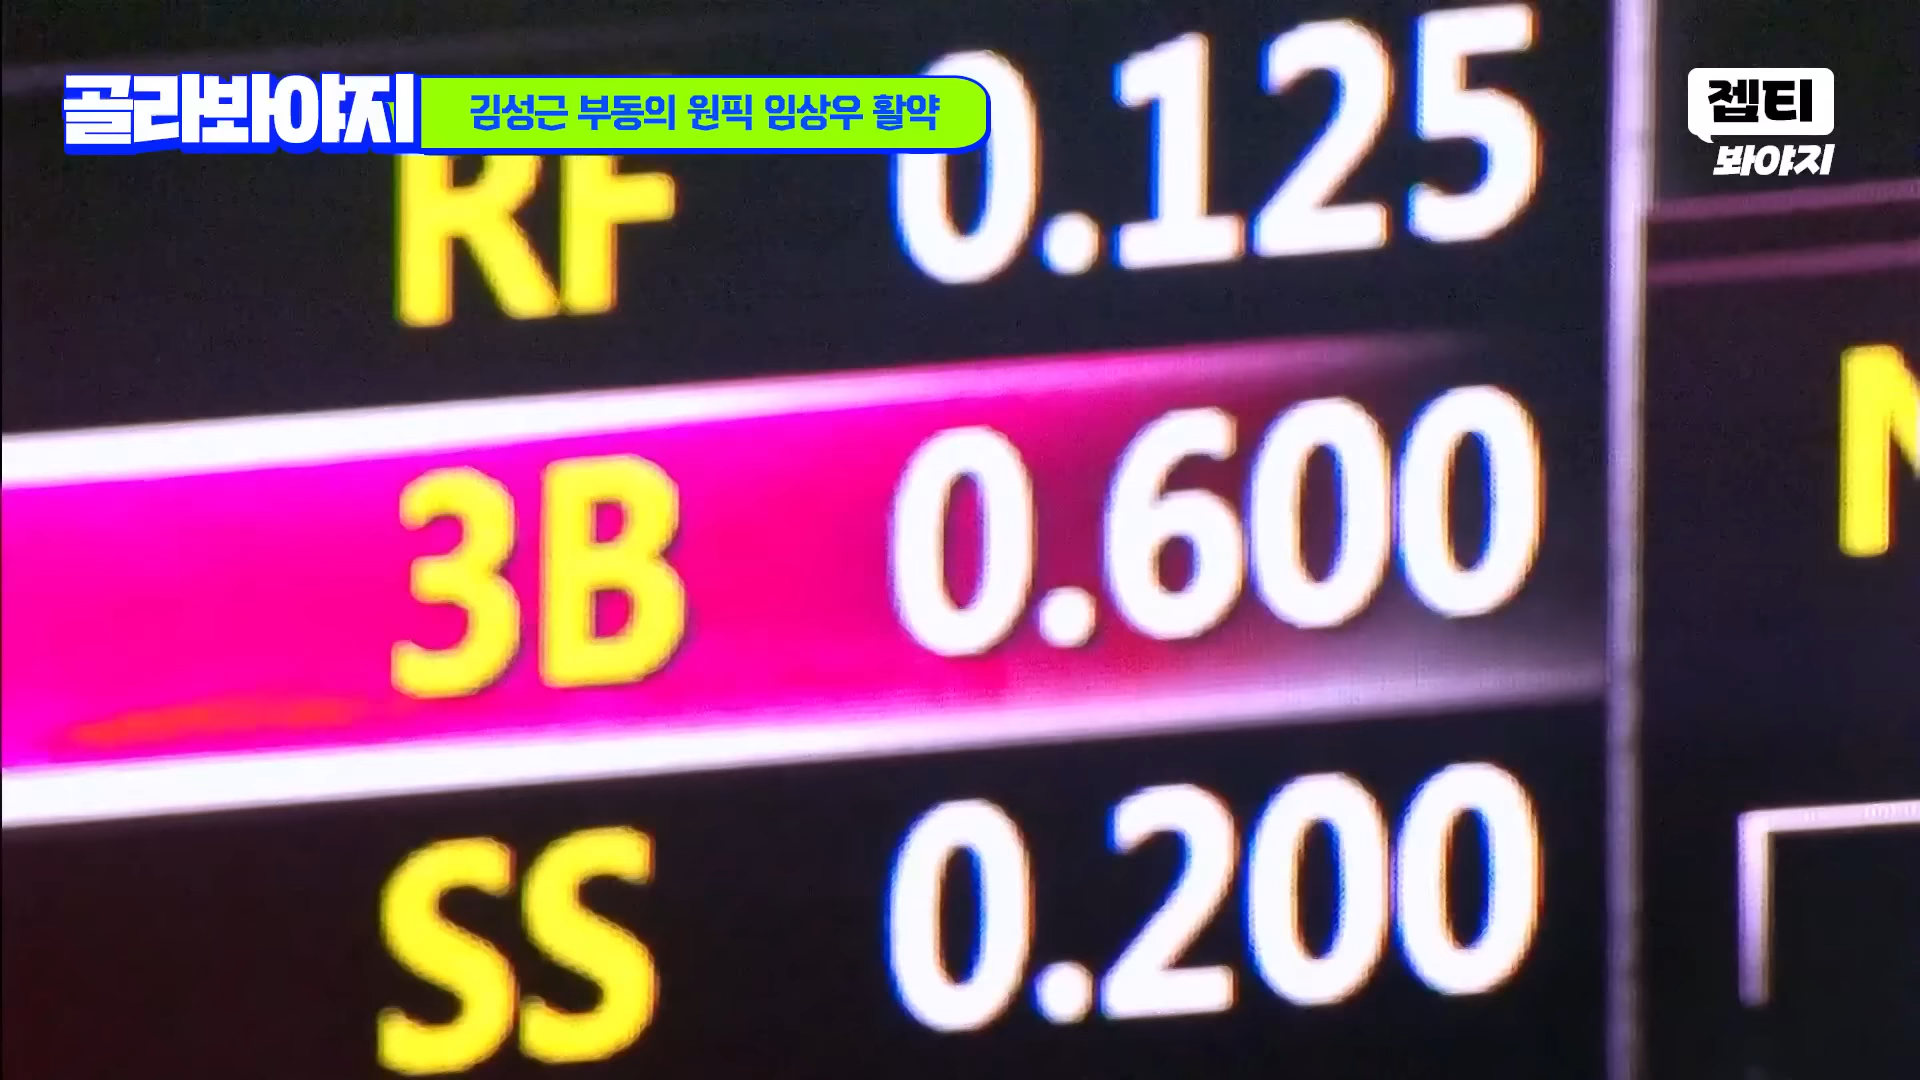 골라봐야지 김성근 부동의 원픽 임상우 활약
젬티
봐야지
RF 0.125
3B 0.600
SS 0.200